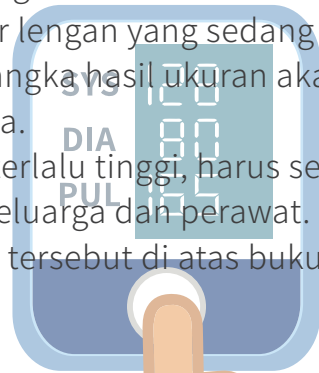 r lengan yang sedang
angka hasil ukuran aka
SYS 128
a.
DIA 80
erlalu tinggi, harus se
PUL 165
eluarga dan perawat.
tersebut di atas buku